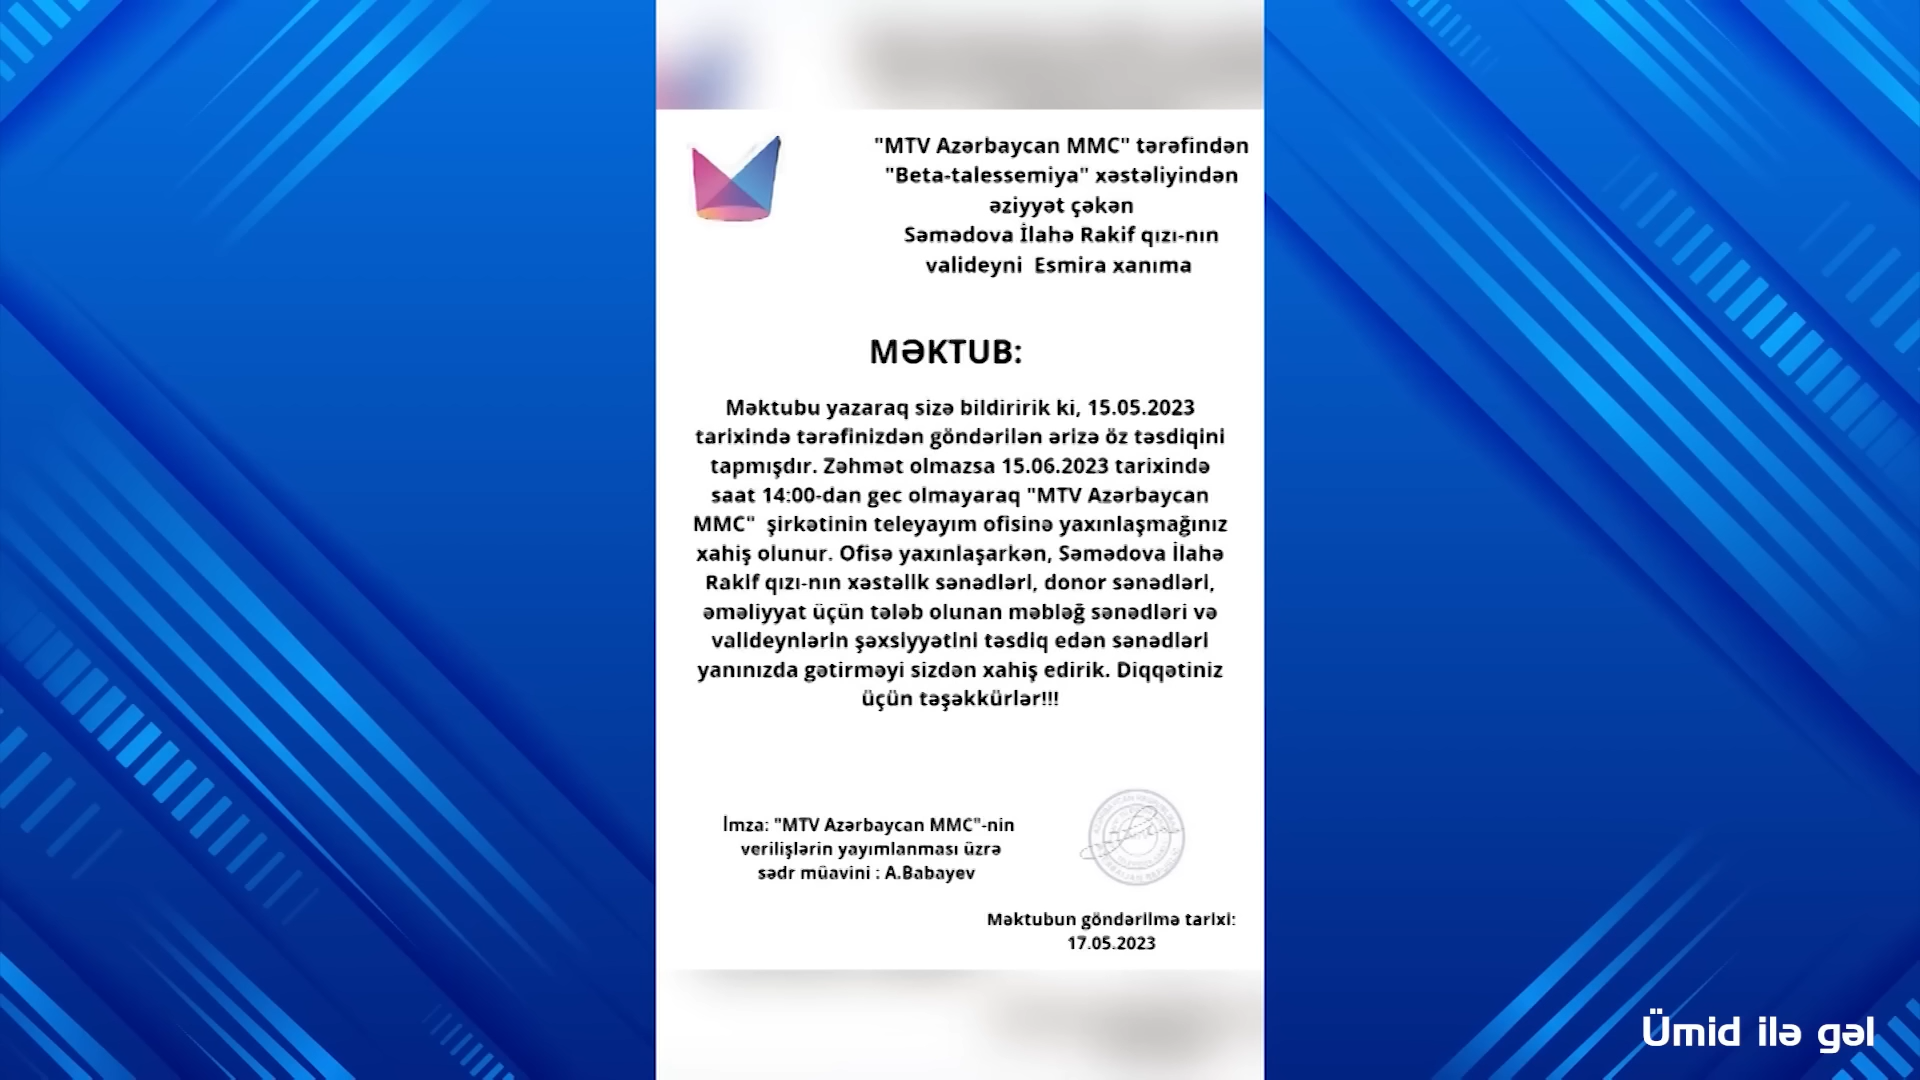 "MTV Azərbaycan MMC" tərəfindən
"Beta-talessemiya" xəstəliyindən
əziyyət çəkən
Səmədova İlahə Rakif qızı-nın
valideyni Esmira xanıma
MƏKTUB:
Məktubu yazaraq sizə bildiririk ki, 15.05.2023
tarixində tərəfinizdən göndərilən ərizə öz təsdiqini
tapmışdır. Zəhmət olmazsa 15.06.2023 tarixində
saat 14:00-dan gec olmayaraq "MTV Azərbaycan
MMC" şirkətinin teleyayım ofisinə yaxınlaşmağınız
xahiş olunur. Ofisə yaxınlaşarkən, Səmədova İlahə
Rakif qızı-nın xəstəlik sənədləri, donor sənədləri,
əməliyyat üçün tələb olunan məbləğ sənədləri və
valideynlərin şəxsiyyətini təsdiq edən sənədləri
yanınızda gətirməyi sizdən xahiş edirik. Diqqətiniz
üçün təşəkkürlər!!!
İmza: "MTV Azərbaycan MMC"-nin
verilişlərin yayımlanması üzrə
sədr müavini : A.Babayev
Məktubun göndərilmə tarixi:
17.05.2023
Ümid ilə gəl